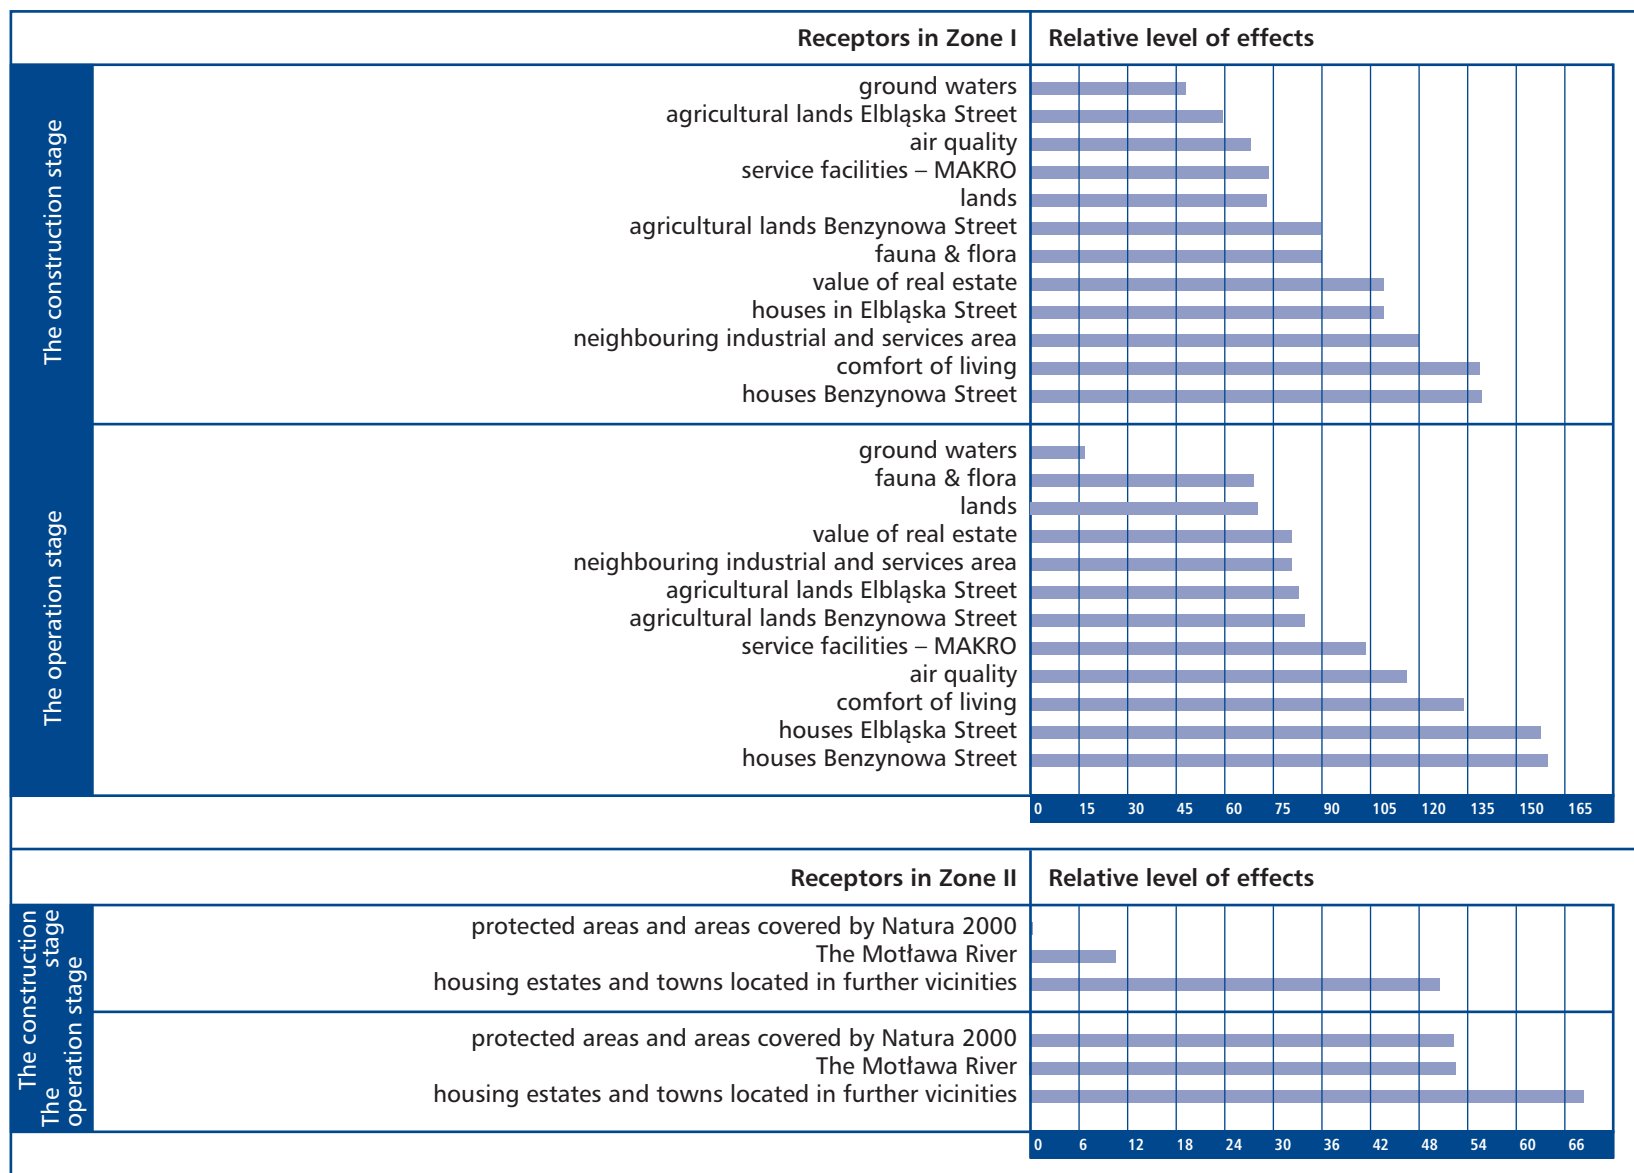 Receptors in Zone I Relative level of effects
The construction stage
ground waters
agricultural lands Elbląska Street
air quality
service facilities – MAKRO
lands
agricultural lands Benzynowa Street
fauna & flora
value of real estate
houses in Elbląska Street
neighbouring industrial and services area
comfort of living
houses Benzynowa Street
The operation stage
ground waters
fauna & flora
lands
value of real estate
neighbouring industrial and services area
agricultural lands Elbląska Street
agricultural lands Benzynowa Street
service facilities – MAKRO
air quality
comfort of living
houses Elbląska Street
houses Benzynowa Street
0 15 30 45 60 75 90 105 120 135 150 165
Receptors in Zone II Relative level of effects
The construction
stage
protected areas and areas covered by Natura 2000
The Motława River
housing estates and towns located in further vicinities
The
operation stage
protected areas and areas covered by Natura 2000
The Motława River
housing estates and towns located in further vicinities
0 6 12 18 24 30 36 42 48 54 60 66